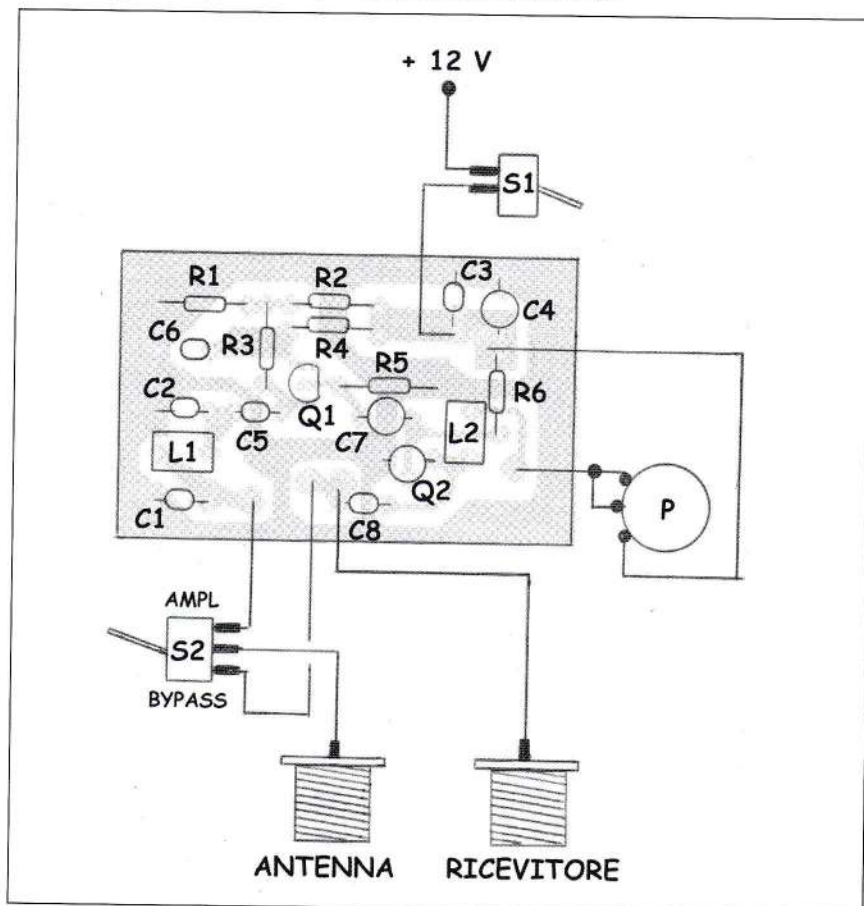 + 12 V
S1
R1
R2
C3
C4
C6
R3
R4
R5
R6
C2
C5
Q1
C7
L2
L1
Q2
C1
C8
P
AMPL
S2
BYPASS
ANTENNA
RICEVITORE